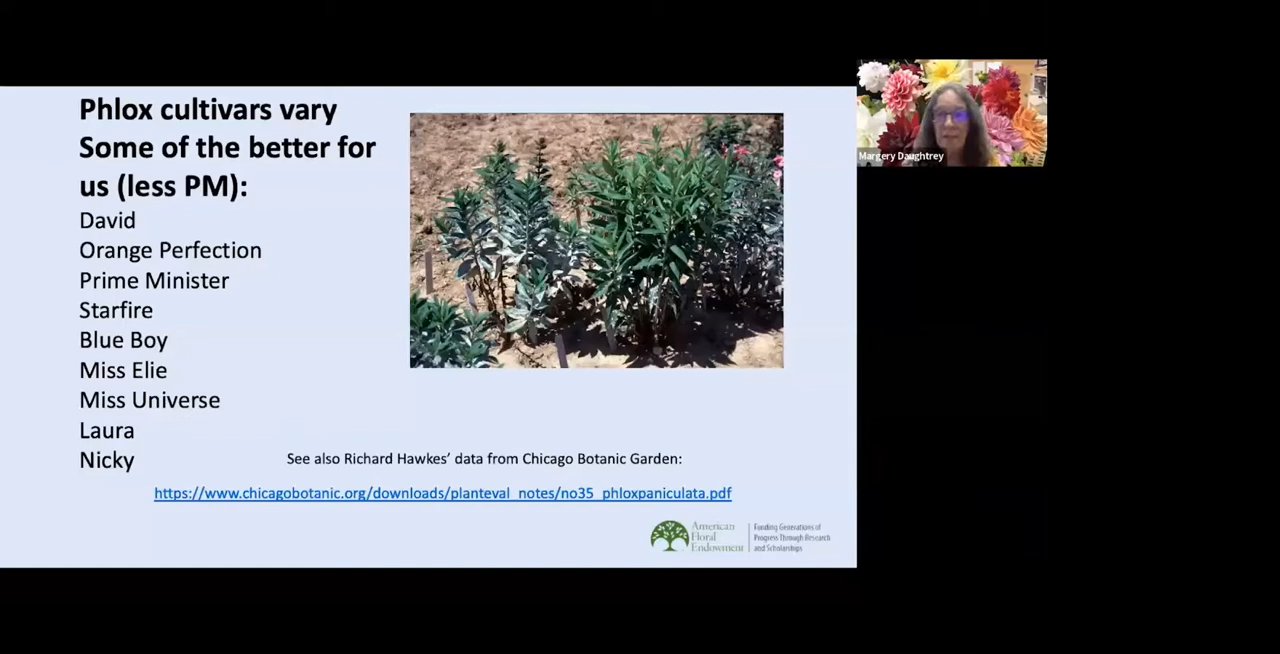 Phlox cultivars vary
Some of the better for
us (less PM):
David
Orange Perfection
Prime Minister
Starfire
Blue Boy
Miss Elie
Miss Universe
Laura
Nicky
See also Richard Hawkes' data from Chicago Botanic Garden:
https://www.chicagobotanic.org/downloads/planteval_notes/no35_phloxpaniculata.pdf
American
Floral
Endowment
Funding Generations of
Progress Through Research
and Scholarships
Margery Daughtrey